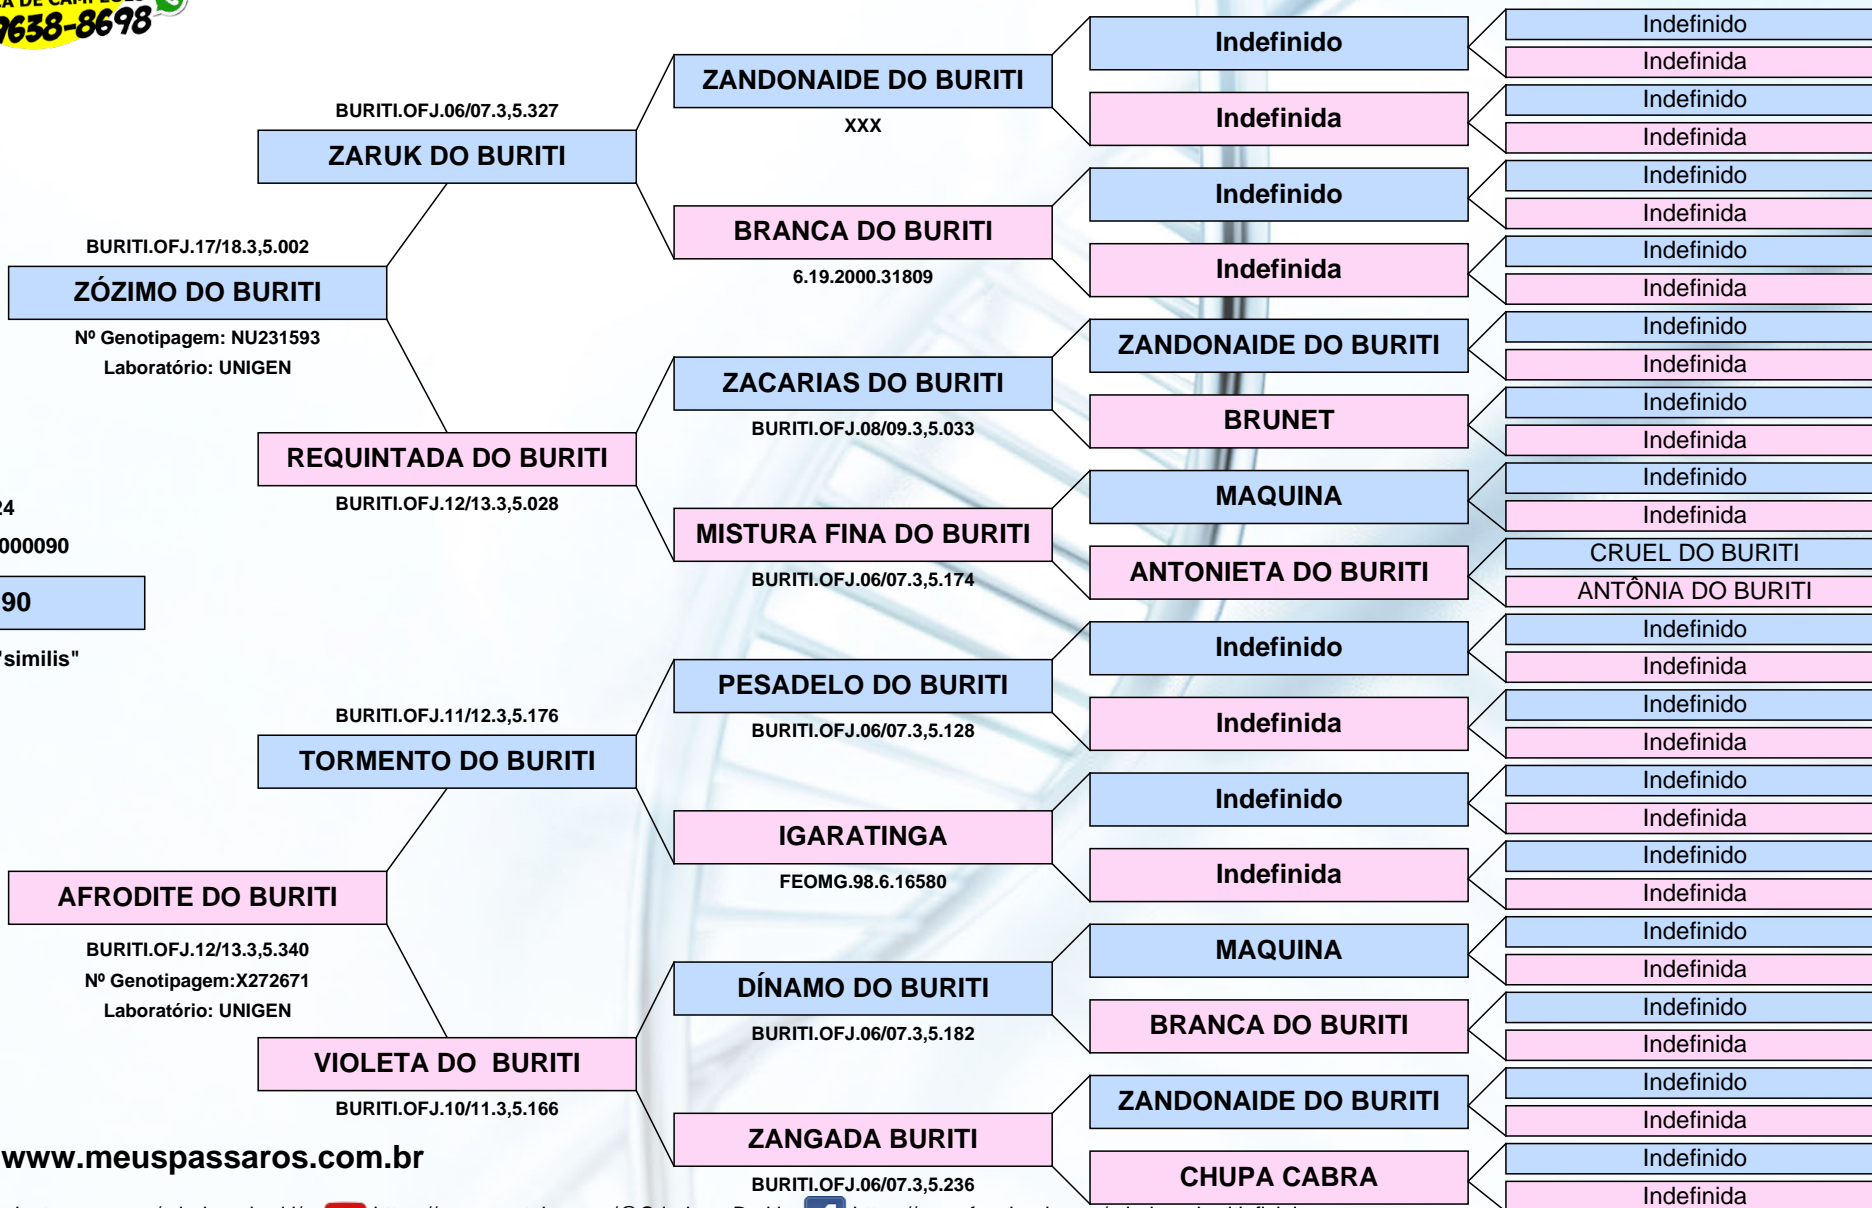 9638-8698
BURITI.OFJ.17/18.3,5.002
ZÓZIMO DO BURITI
Nº Genotipagem: NU231593
Laboratório: UNIGEN
24
000090
90
"similis"
AFRODITE DO BURITI
BURITI.OFJ.12/13.3,5.340
Nº Genotipagem:X272671
Laboratório: UNIGEN
BURITI.OFJ.06/07.3,5.327
ZARUK DO BURITI
REQUINTADA DO BURITI
BURITI.OFJ.12/13.3,5.028
BURITI.OFJ.11/12.3,5.176
TORMENTO DO BURITI
VIOLETA DO  BURITI
BURITI.OFJ.10/11.3,5.166
ZANDONAIDE DO BURITI
XXX
BRANCA DO BURITI
6.19.2000.31809
ZACARIAS DO BURITI
BURITI.OFJ.08/09.3,5.033
MISTURA FINA DO BURITI
BURITI.OFJ.06/07.3,5.174
PESADELO DO BURITI
BURITI.OFJ.06/07.3,5.128
IGARATINGA
FEOMG.98.6.16580
DÍNAMO DO BURITI
BURITI.OFJ.06/07.3,5.182
ZANGADA BURITI
BURITI.OFJ.06/07.3,5.236
Indefinido
Indefinida
Indefinido
Indefinida
ZANDONAIDE DO BURITI
BRUNET
MAQUINA
ANTONIETA DO BURITI
Indefinido
Indefinida
Indefinido
Indefinida
MAQUINA
BRANCA DO BURITI
ZANDONAIDE DO BURITI
CHUPA CABRA
Indefinido
Indefinida
Indefinido
Indefinida
Indefinido
Indefinida
Indefinido
Indefinida
Indefinido
Indefinida
Indefinido
Indefinida
Indefinido
Indefinida
CRUEL DO BURITI
ANTÔNIA DO BURITI
Indefinido
Indefinida
Indefinido
Indefinida
Indefinido
Indefinida
Indefinido
Indefinida
Indefinido
Indefinida
Indefinido
Indefinida
Indefinido
Indefinida
Indefinido
Indefinida
www.meuspassaros.com.br